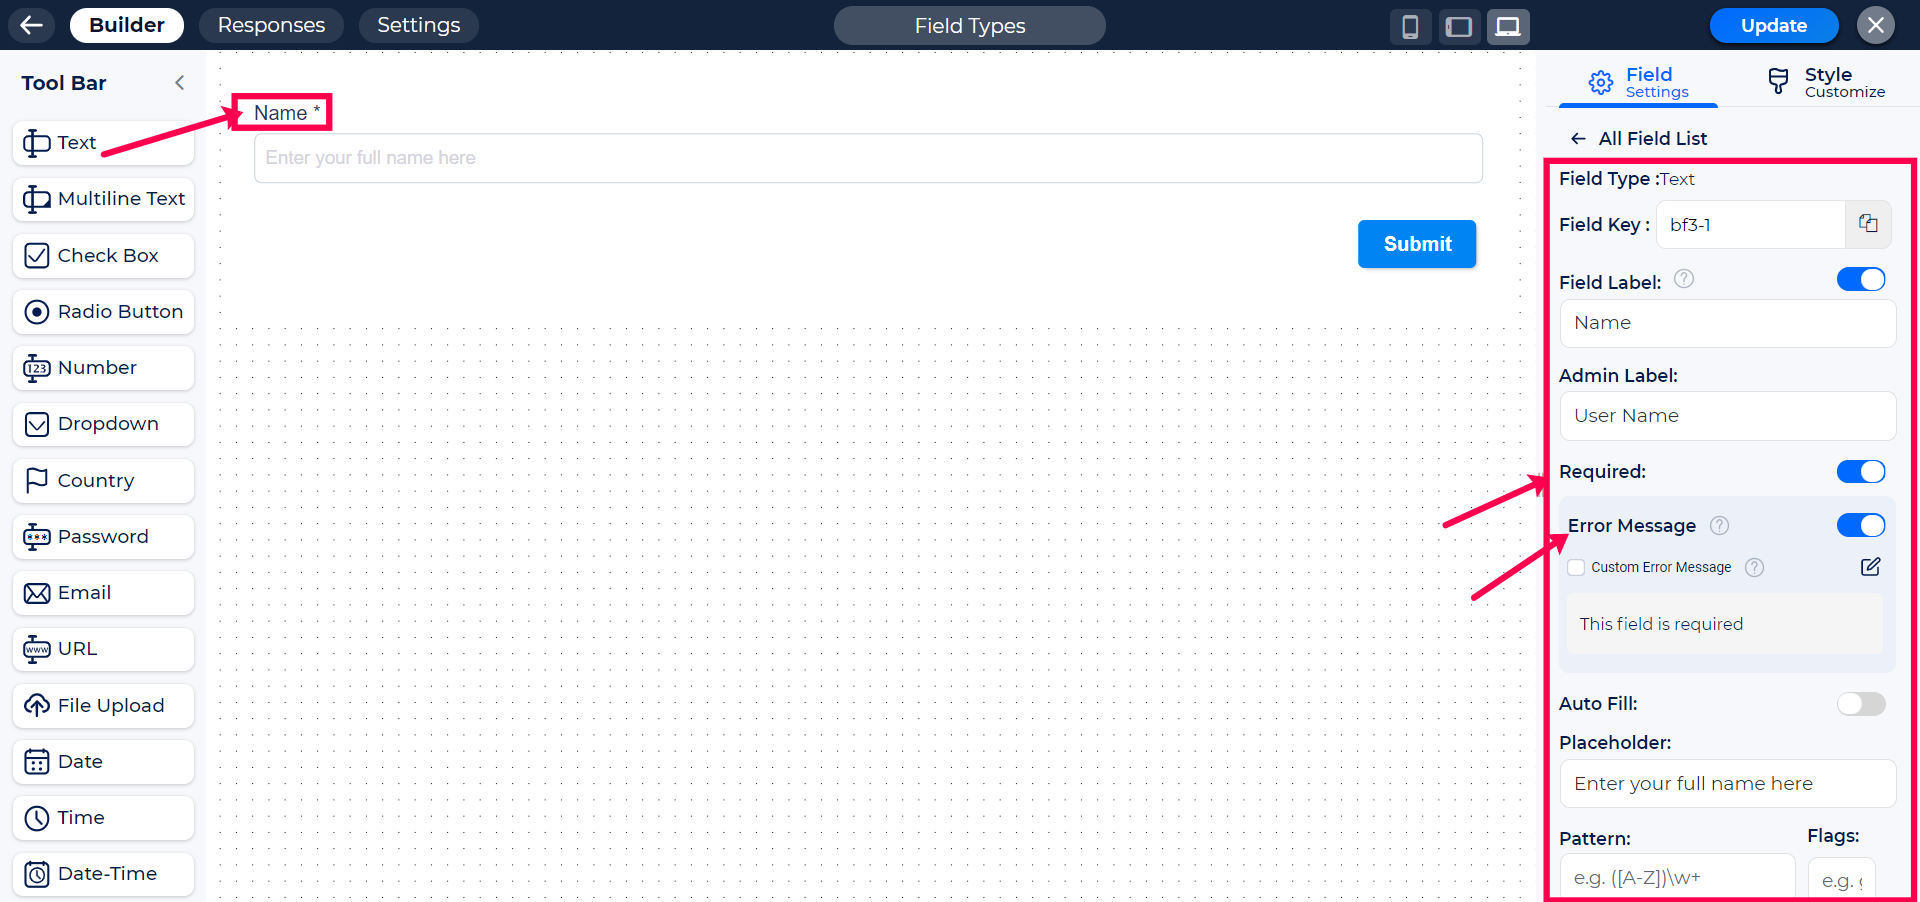 Builder
Responses
Settings
Field Types
Update
Tool Bar
Text
Multiline Text
Check Box
Radio Button
123
Number
Dropdown
Country
***
Password
Email
www
URL
File Upload
Date
Time
Date-Time
Name *
Enter your full name here
Submit
Field
Settings
Style
Customize
All Field List
Field Type :Text
Field Key :
bf3-1
Field Label: ?
Name
Admin Label:
User Name
Required:
Error Message ?
Custom Error Message ?
This field is required
Auto Fill:
Placeholder:
Enter your full name here
Pattern:
Flags:
e.g. ([A-Z])\w+
e.g.